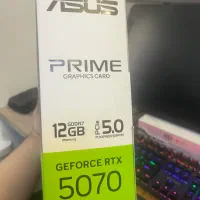 ASUS
PRIME
GRAPHICS CARD
12GB GDDR7
PCIe 5.0
GEFORCE RTX
5070